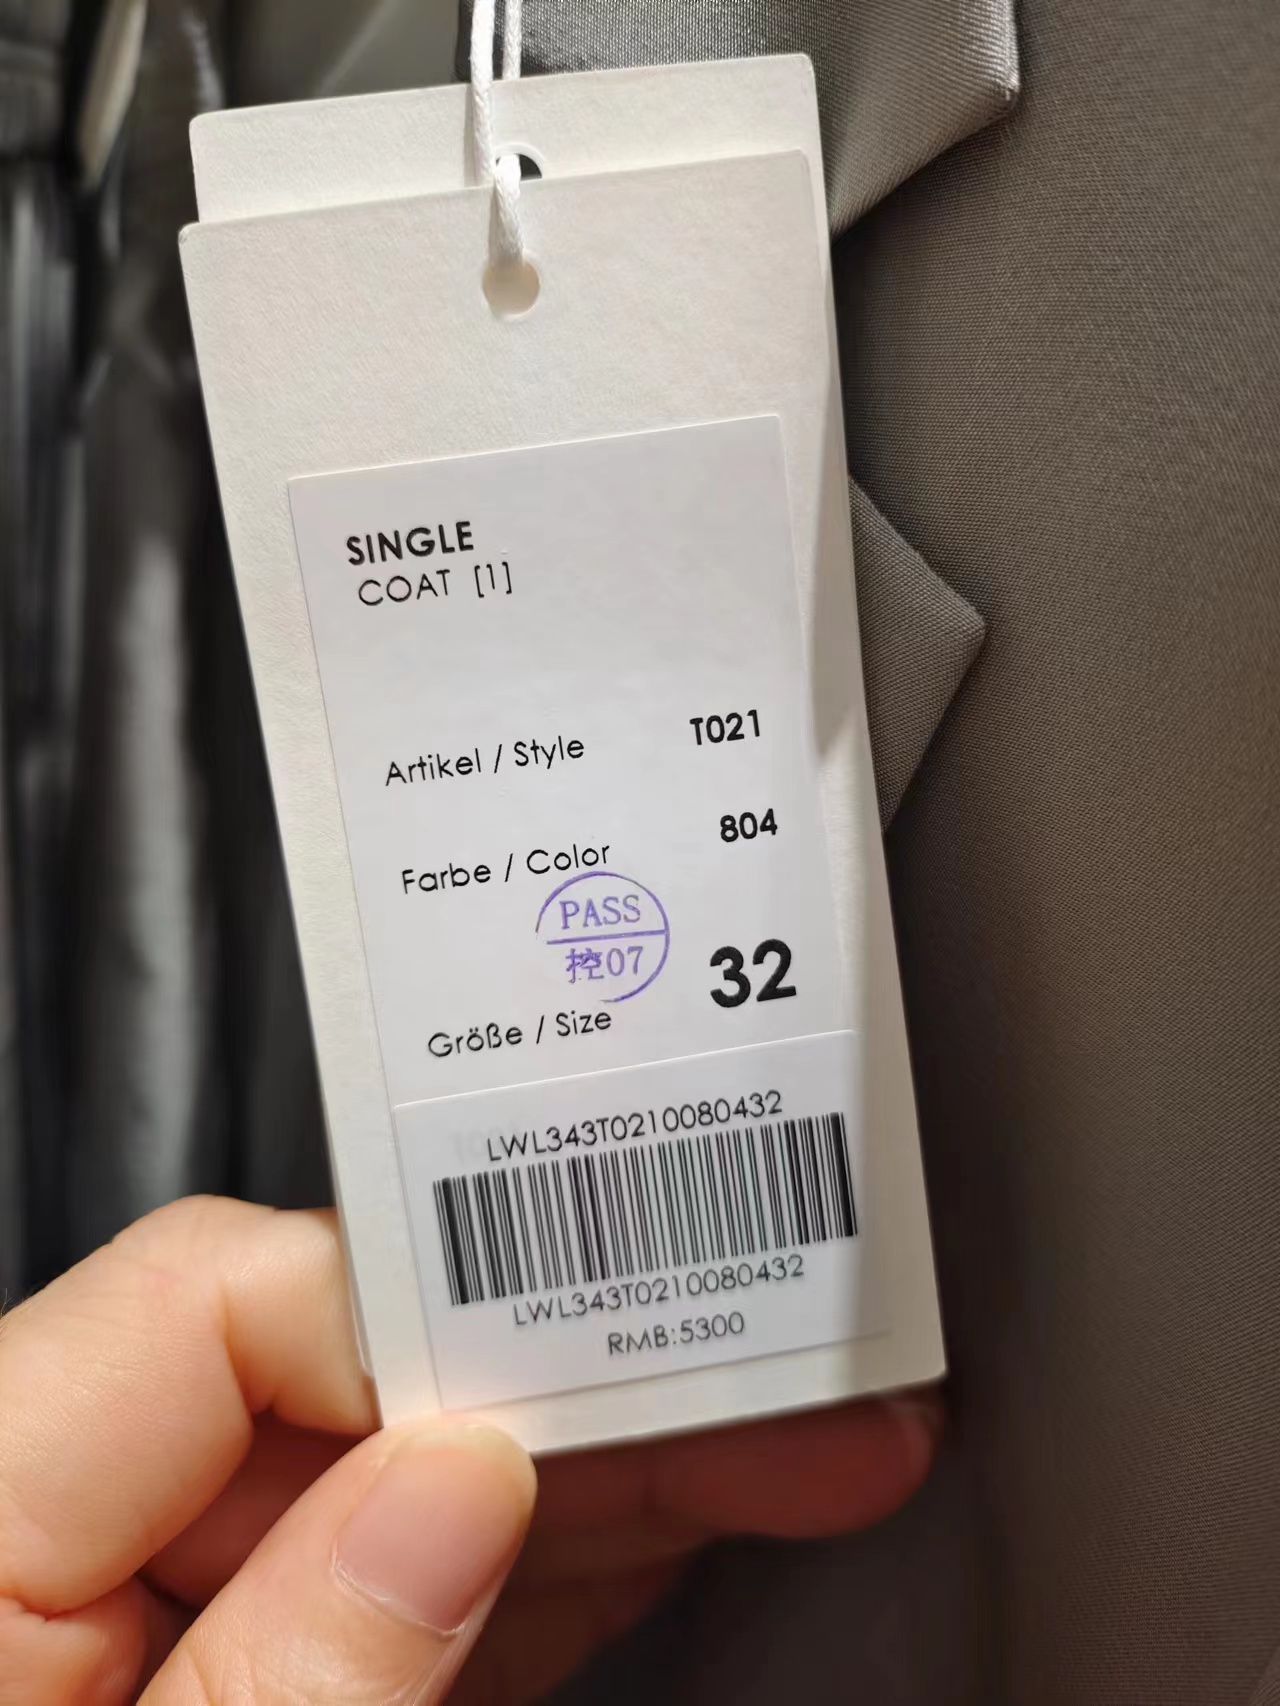 SINGLE
COAT [1]
Artikel / Style T021
Farbe / Color 804
PASS
控07
Größe / Size 32
LWL343T0210080432
LWL343T0210080432
RMB:5300